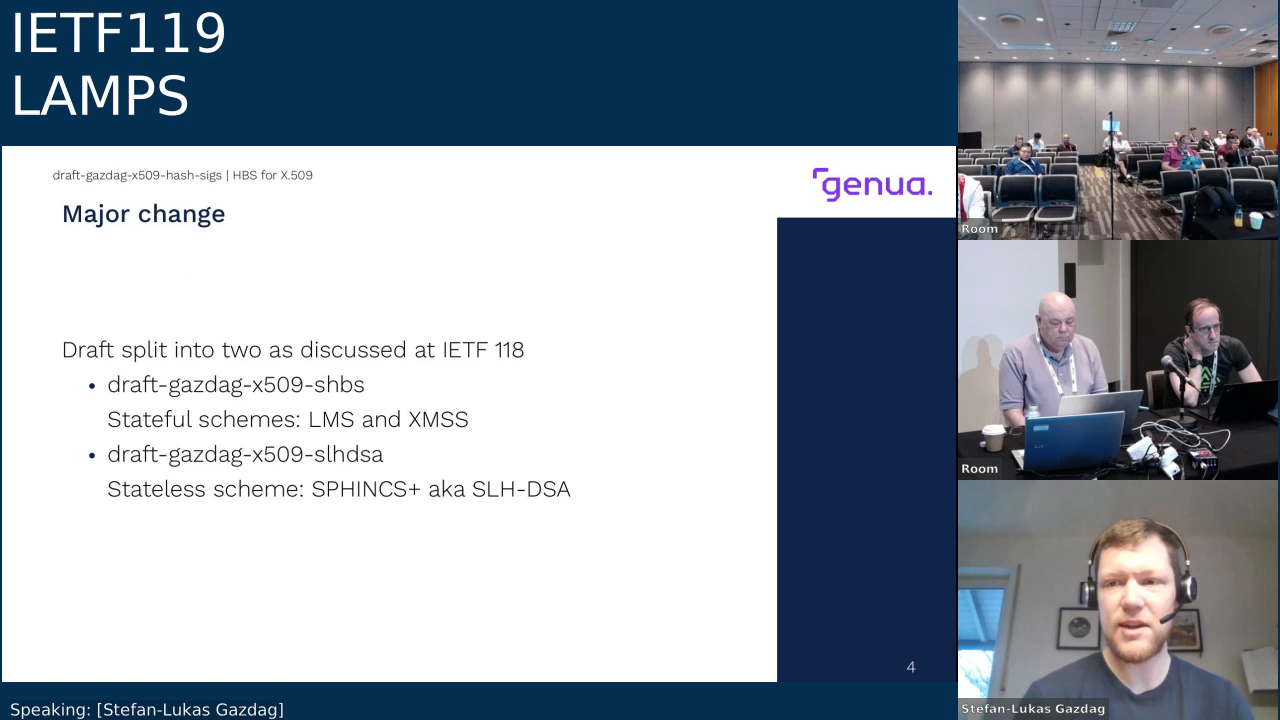 IETF119
LAMPS
draft-gazdag-x509-hash-sigs | HBS for X.509
genua.
Major change
Draft split into two as discussed at IETF 118
• draft-gazdag-x509-shbs
Stateful schemes: LMS and XMSS
• draft-gazdag-x509-slhdsa
Stateless scheme: SPHINCS+ aka SLH-DSA
4
Speaking: [Stefan-Lukas Gazdag]
Room
Room
Stefan-Lukas Gazdag